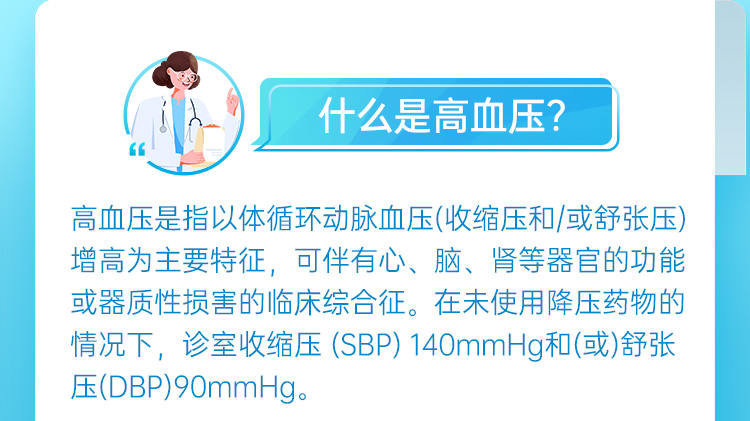 什么是高血压?
高血压是指以体循环动脉血压(收缩压和/或舒张压)
增高为主要特征，可伴有心、脑、肾等器官的功能
或器质性损害的临床综合征。在未使用降压药物的
情况下，诊室收缩压 (SBP) 140mmHg和(或)舒张
压(DBP)90mmHg。